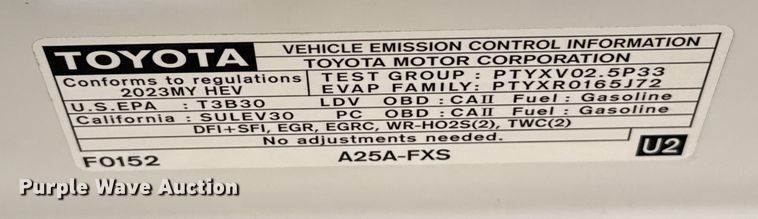 TOYOTA
VEHICLE EMISSION CONTROL INFORMATION
TOYOTA MOTOR CORPORATION
Conforms to regulations
2023MY HEV
TEST GROUP : PTYXV02.5P33
EVAP FAMILY: PTYXR0165J72
U.S.EPA : T3B30 LDV OBD : CAII Fuel : Gasoline
California : SULEV30 PC OBD : CAII Fuel : Gasoline
DFI+SFI, EGR, EGRC, WR-HO2S(2), TWC(2)
No adjustments needed.
F0152 A25A-FXS U2
Purple Wave Auction